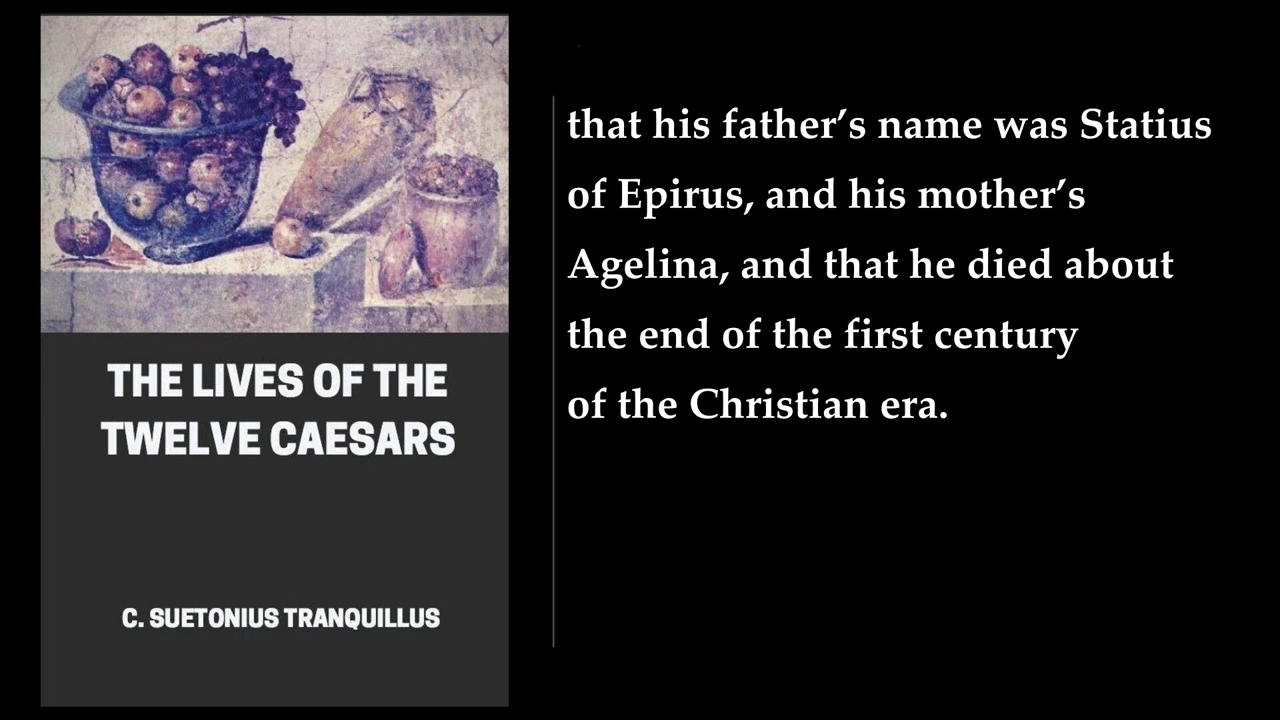 THE LIVES OF THE
TWELVE CAESARS
C. SUETONIUS TRANQUILLUS
that his father’s name was Statius
of Epirus, and his mother’s
Agelina, and that he died about
the end of the first century
of the Christian era.